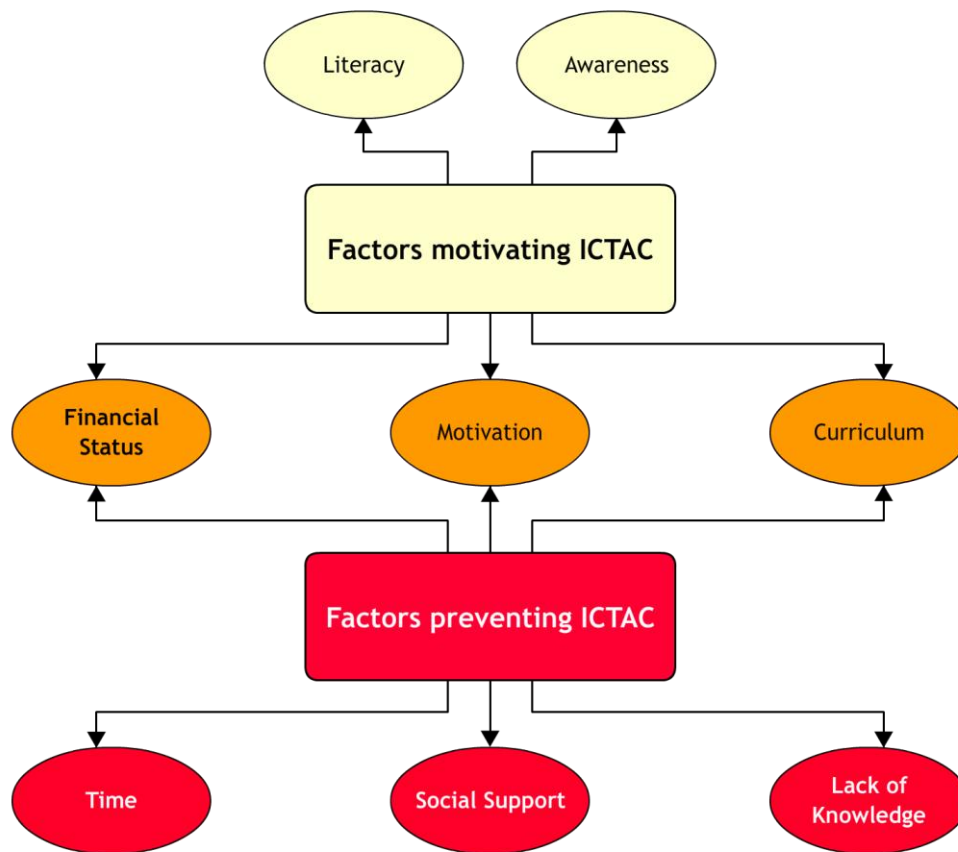 Literacy
Awareness
Factors motivating ICTAC
Financial
Status
Motivation
Curriculum
Factors preventing ICTAC
Time
Social Support
Lack of
Knowledge